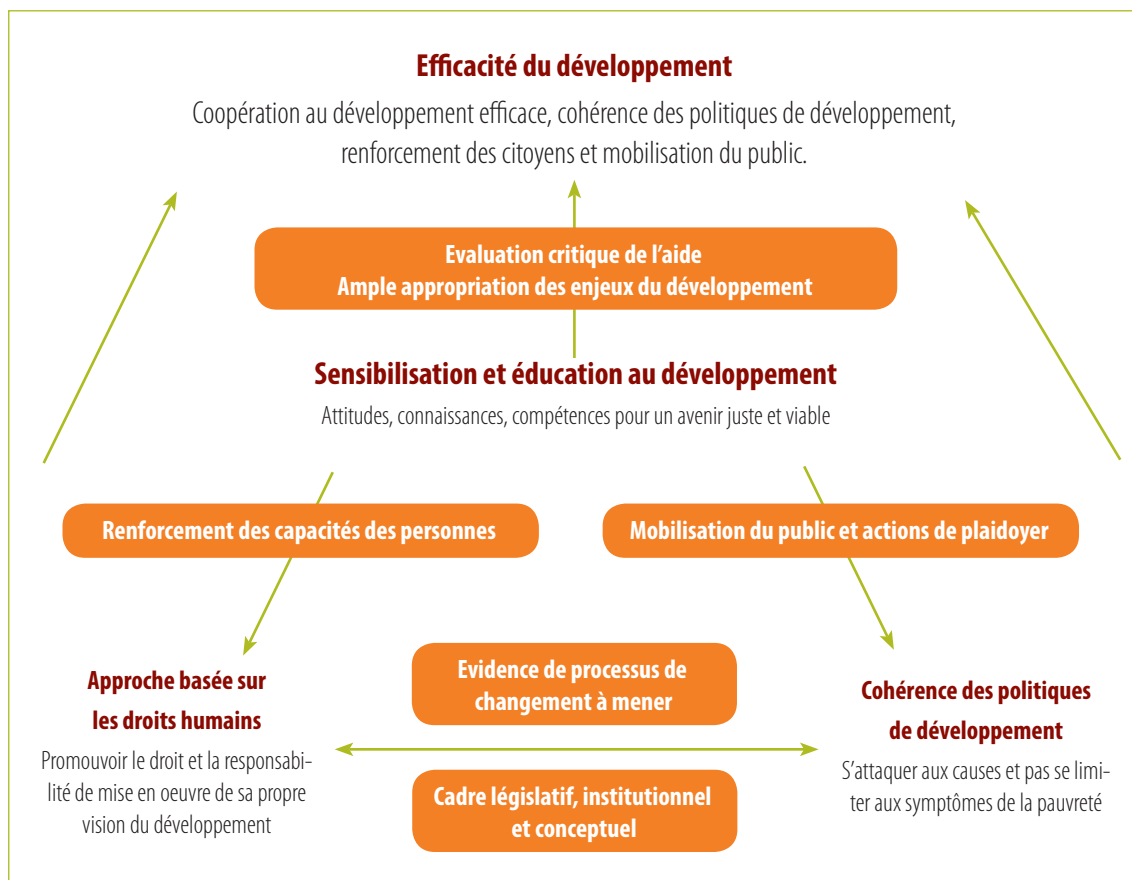 Efficacité du développement
Coopération au développement efficace, cohérence des politiques de développement,
renforcement des citoyens et mobilisation du public.
Evaluation critique de l'aide
Ample appropriation des enjeux du développement
Sensibilisation et éducation au développement
Attitudes, connaissances, compétences pour un avenir juste et viable
Renforcement des capacités des personnes
Mobilisation du public et actions de plaidoyer
Evidence de processus de
changement à mener
Approche basée sur
les droits humains
Promouvoir le droit et la responsabi-
lité de mise en oeuvre de sa propre
vision du développement
Cohérence des politiques
de développement
S'attaquer aux causes et pas se limi-
ter aux symptômes de la pauvreté
Cadre législatif, institutionnel
et conceptuel